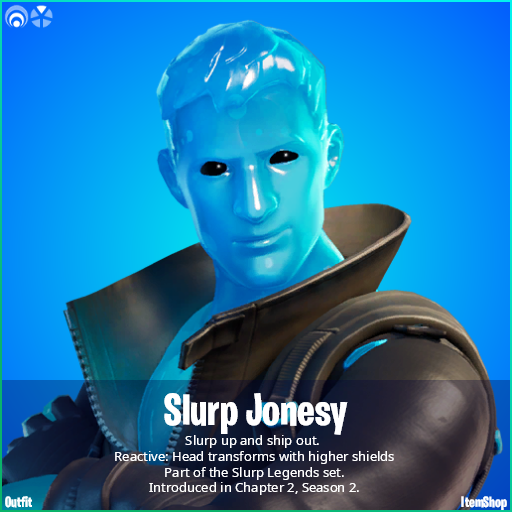 Slurp Jonesy
Slurp up and ship out.
Reactive: Head transforms with higher shields
Part of the Slurp Legends set.
Introduced in Chapter 2, Season 2.
Outfit
ItemShop